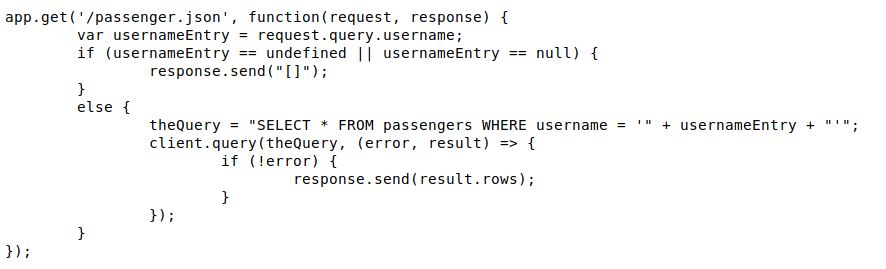 app.get('/passenger.json', function(request, response) {
        var usernameEntry = request.query.username;
        if (usernameEntry == undefined || usernameEntry == null) {
                response.send("[]");
        }
        else {
                theQuery = "SELECT * FROM passengers WHERE username = '" + usernameEntry + "'";
                client.query(theQuery, (error, result) => {
                        if (!error) {
                                response.send(result.rows);
                        }
                });
        }
});